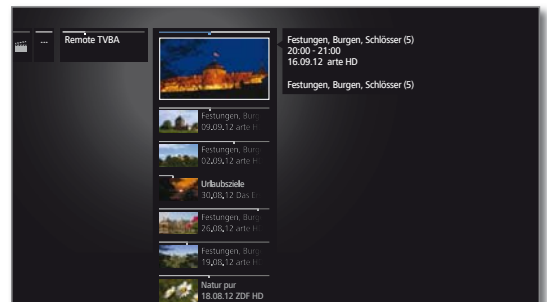 ...
Remote TVBA
Festungen, Burgen, Schlösser (5)
20:00 - 21:00
16.09.12 arte HD
Festungen, Burgen, Schlösser (5)
Festungen, Burg
09.09.12 arte H
Festungen, Burg
02.09.12 arte H
Urlaubsziele
30.08.12 Das E
Festungen, Burg
26.08.12 arte H
Festungen, Burg
19.08.12 arte H
Natur pur
18.08.12 ZDF HD